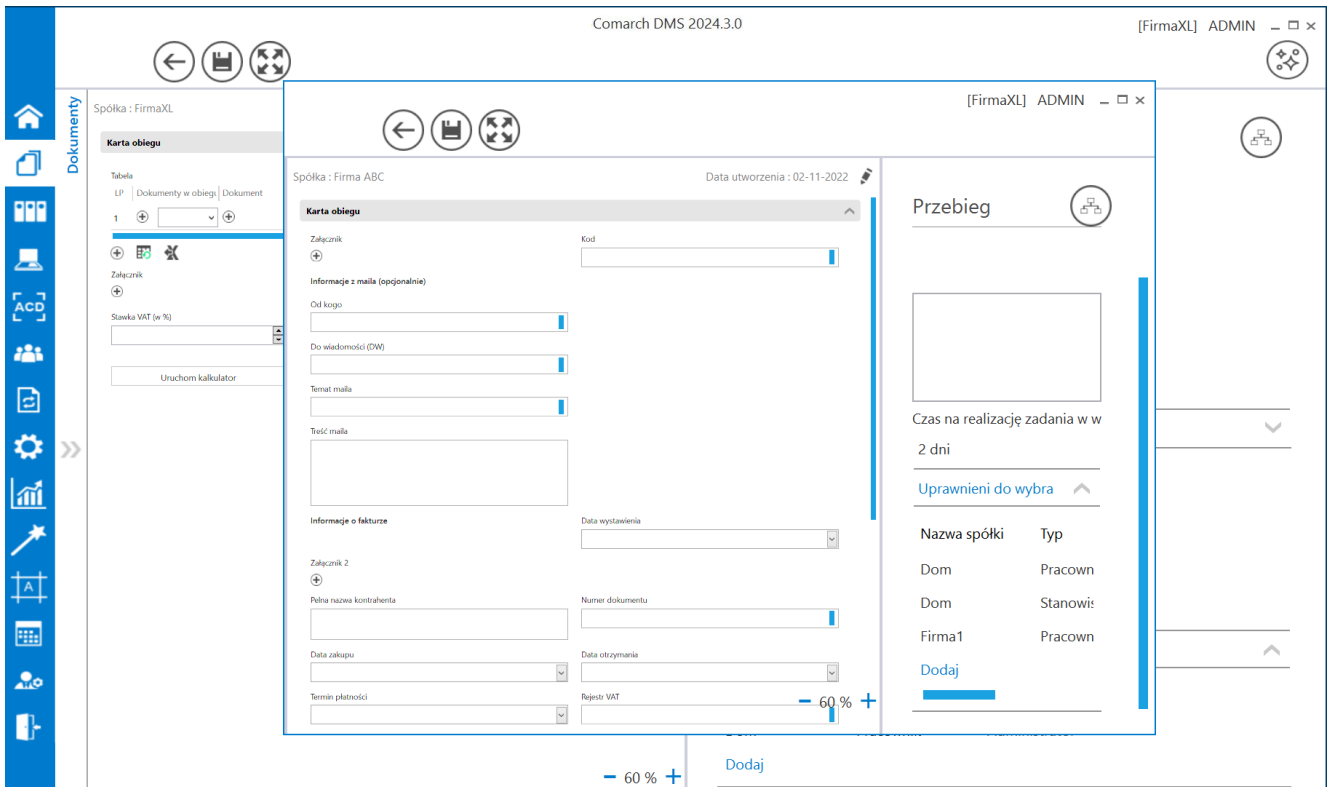 Comarch DMS 2024.3.0
[FirmaXL] ADMIN
Dokumenty
Spółka : FirmaXL
Karta obiegu
Tabela
LP Dokumenty w obiegu Dokument
1
Załącznik
Stawka VAT (w %)
Uruchom kalkulator
ACD
A
[FirmaXL] ADMIN
Spółka : Firma ABC
Data utworzenia : 02-11-2022
Karta obiegu
Załącznik
Kod
Informacje z maila (opcjonalnie)
Od kogo
Do wiadomości (DW)
Temat maila
Treść maila
Informacje o fakturze
Data wystawienia
Załącznik 2
Pełna nazwa kontrahenta
Numer dokumentu
Data zakupu
Data otrzymania
Termin płatności
Rejestr VAT
60 %
Przebieg
Czas na realizację zadania w w
2 dni
Uprawnieni do wybra
Nazwa spółki Typ
Dom Pracown
Dom Stanowis
Firma1 Pracown
Dodaj
Dodaj
60 %